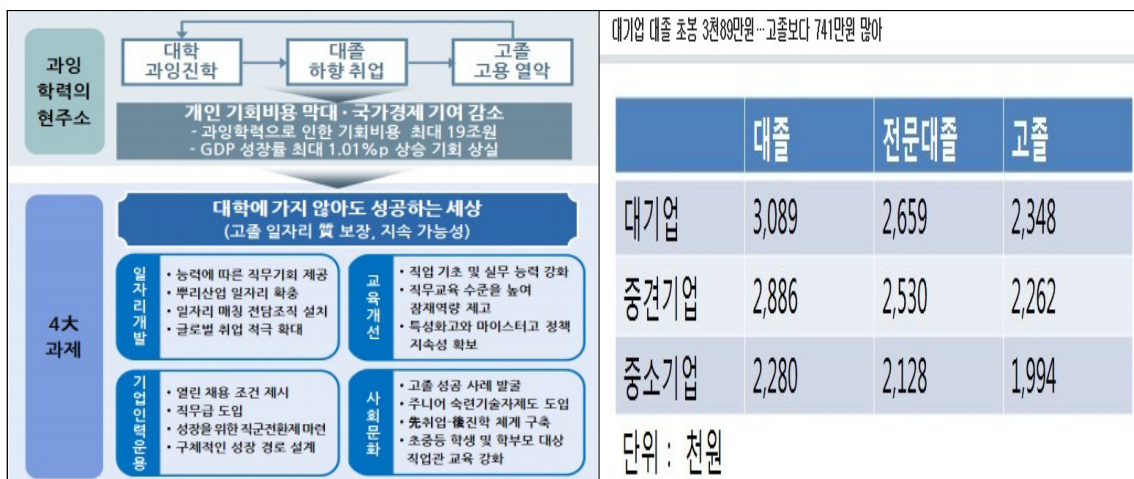 과잉
학력의
현주소
대학
과잉진학
대졸
하향 취업
고졸
고용 열악
개인 기회비용 막대 · 국가경제 기여 감소
- 과잉학력으로 인한 기회비용 최대 19조원
- GDP 성장률 최대 1.01%p 상승 기회 상실
4大
과제
대학에 가지 않아도 성공하는 세상
(고졸 일자리 質 보장, 지속 가능성)
일자리개발
• 능력에 따른 직무기회 제공
• 뿌리산업 일자리 확충
• 일자리 매칭 전담조직 설치
• 글로벌 취업 적극 확대
교육개선
• 직업 기초 및 실무 능력 강화
• 직무교육 수준을 높여
잠재역량 제고
• 특성화고와 마이스터고 정책
지속성 확보
기업인력운용
• 열린 채용 조건 제시
• 직무급 도입
• 성장을 위한 직군전환제 마련
• 구체적인 성장 경로 설계
사회문화
• 고졸 성공 사례 발굴
• 주니어 숙련기술자제도 도입
• 先취업-後진학 체계 구축
• 초중등 학생 및 학부모 대상
직업관 교육 강화
대기업 대졸 초봉 3천89만원…고졸보다 741만원 많아
대졸 전문대졸 고졸
대기업 3,089 2,659 2,348
중견기업 2,886 2,530 2,262
중소기업 2,280 2,128 1,994
단위 : 천원